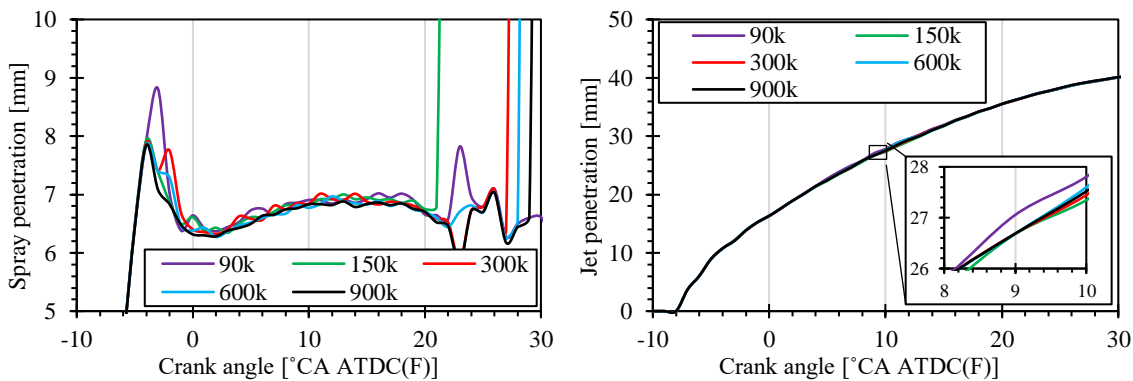 10
9
8
7
6
5
Spray penetration [mm]
90k 150k 300k
600k 900k
-10 0 10 20 30
Crank angle [˚CA ATDC(F)]
50
40
30
20
10
0
Jet penetration [mm]
90k 150k
300k 600k
900k
28
27
26
8 9 10
-10 0 10 20 30
Crank angle [˚CA ATDC(F)]